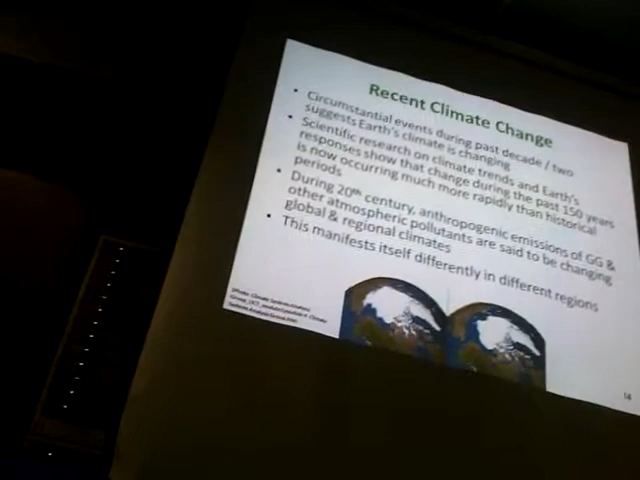 Recent Climate Change
• Circumstantial events during past decade / two
suggests Earth's climate is changing
• Scientific research on climate trends and Earth's
responses show that change during the past 150 years
is now occurring much more rapidly than historical
periods
• During 20th century, anthropogenic emissions of GG &
other atmospheric pollutants are said to be changing
global & regional climates
• This manifests itself differently in different regions
Climate Systems Analysis
14